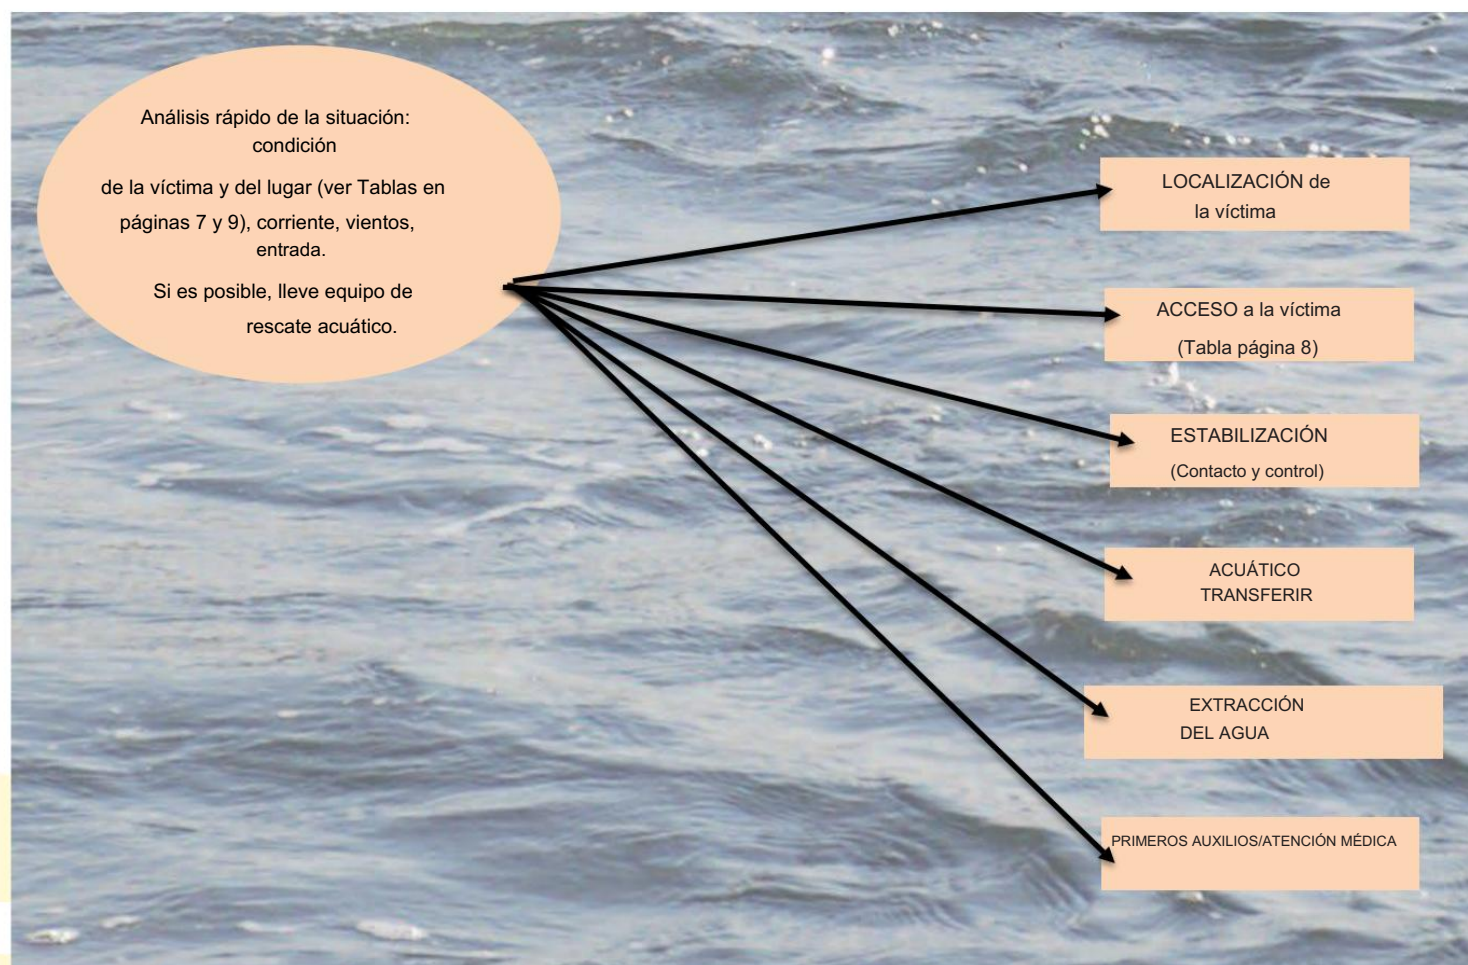 Análisis rápido de la situación:
condición
de la víctima y del lugar (ver Tablas en
páginas 7 y 9), corriente, vientos,
entrada.
Si es posible, lleve equipo de
rescate acuático.
LOCALIZACIÓN de
la víctima
ACCESO a la víctima
(Tabla página 8)
ESTABILIZACIÓN
(Contacto y control)
ACUÁTICO
TRANSFERIR
EXTRACCIÓN
DEL AGUA
PRIMEROS AUXILIOS/ATENCIÓN MÉDICA